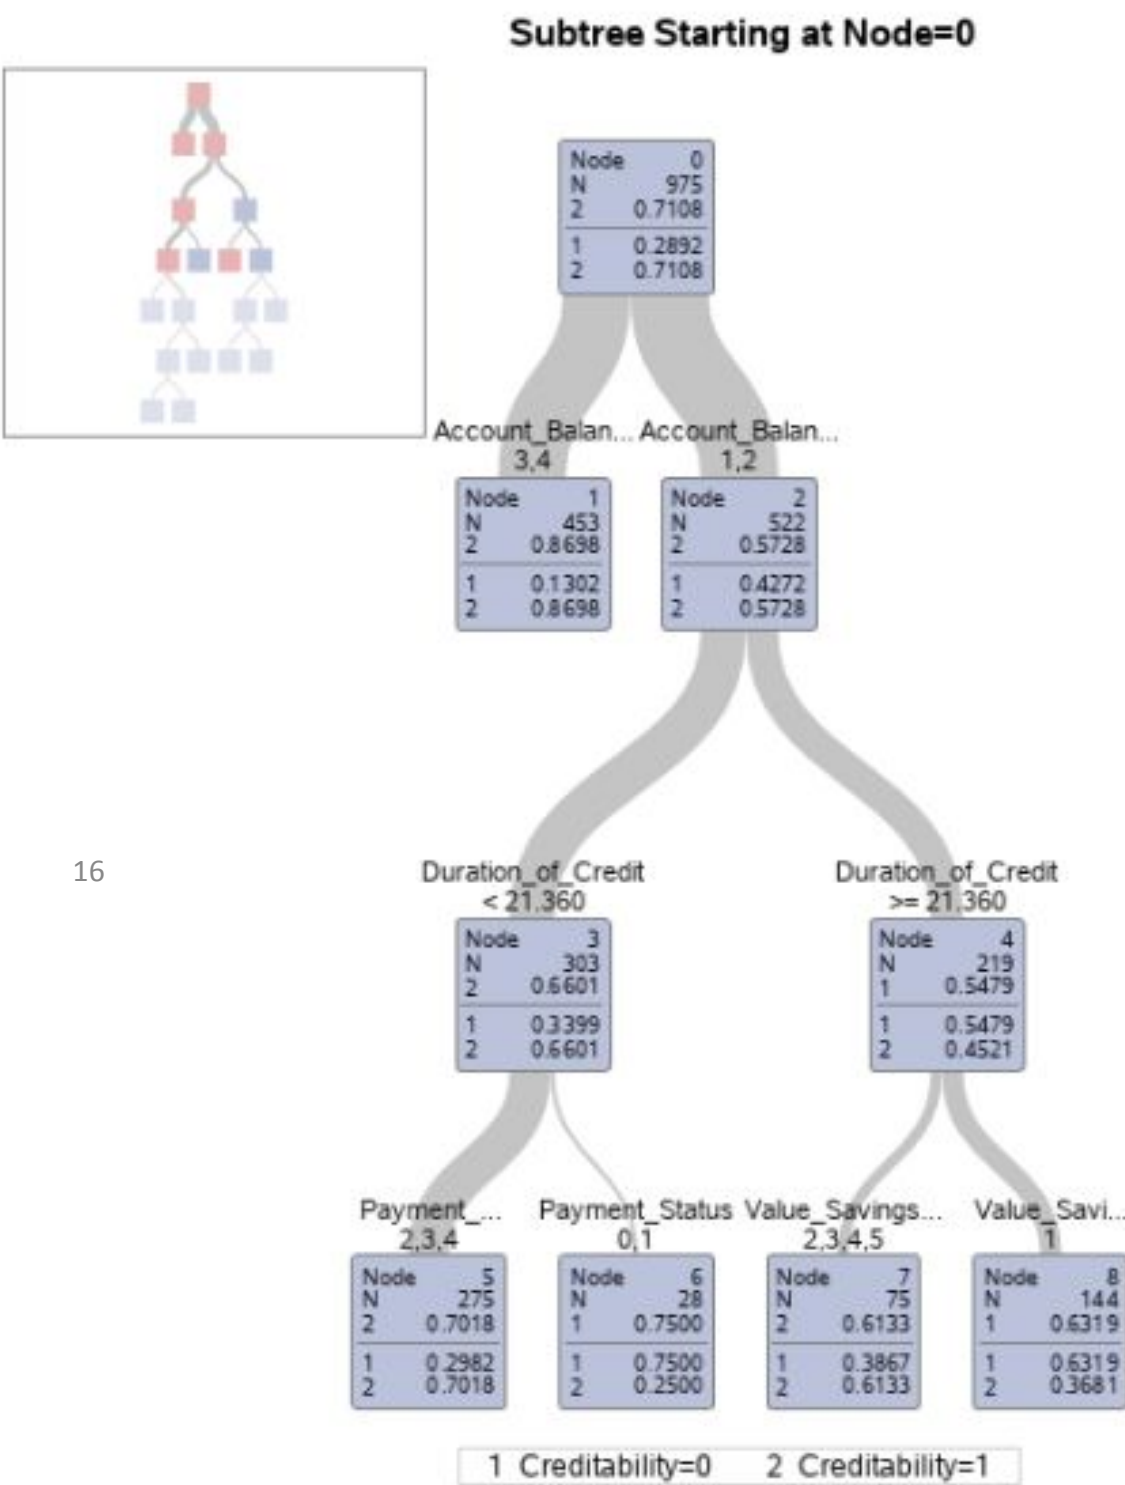 Subtree Starting at Node=0
Node 0
N 975
2 0.7108
1 0.2892
2 0.7108
Account_Balan... Account_Balan...
3,4 1,2
Node 1
N 453
2 0.8698
1 0.1302
2 0.8698
Node 2
N 522
2 0.5728
1 0.4272
2 0.5728
16
Duration_of_Credit
< 21.360
Duration_of_Credit
>= 21.360
Node 3
N 303
2 0.6601
1 0.3399
2 0.6601
Node 4
N 219
1 0.5479
1 0.5479
2 0.4521
Payment_...
2,3,4
Payment_Status
0,1
Value_Savings...
2,3,4,5
Value_Savi...
1
Node 5
N 275
2 0.7018
1 0.2982
2 0.7018
Node 6
N 28
1 0.7500
1 0.7500
2 0.2500
Node 7
N 75
2 0.6133
1 0.3867
2 0.6133
Node 8
N 144
1 0.6319
1 0.6319
2 0.3681
1 Creditability=0 2 Creditability=1